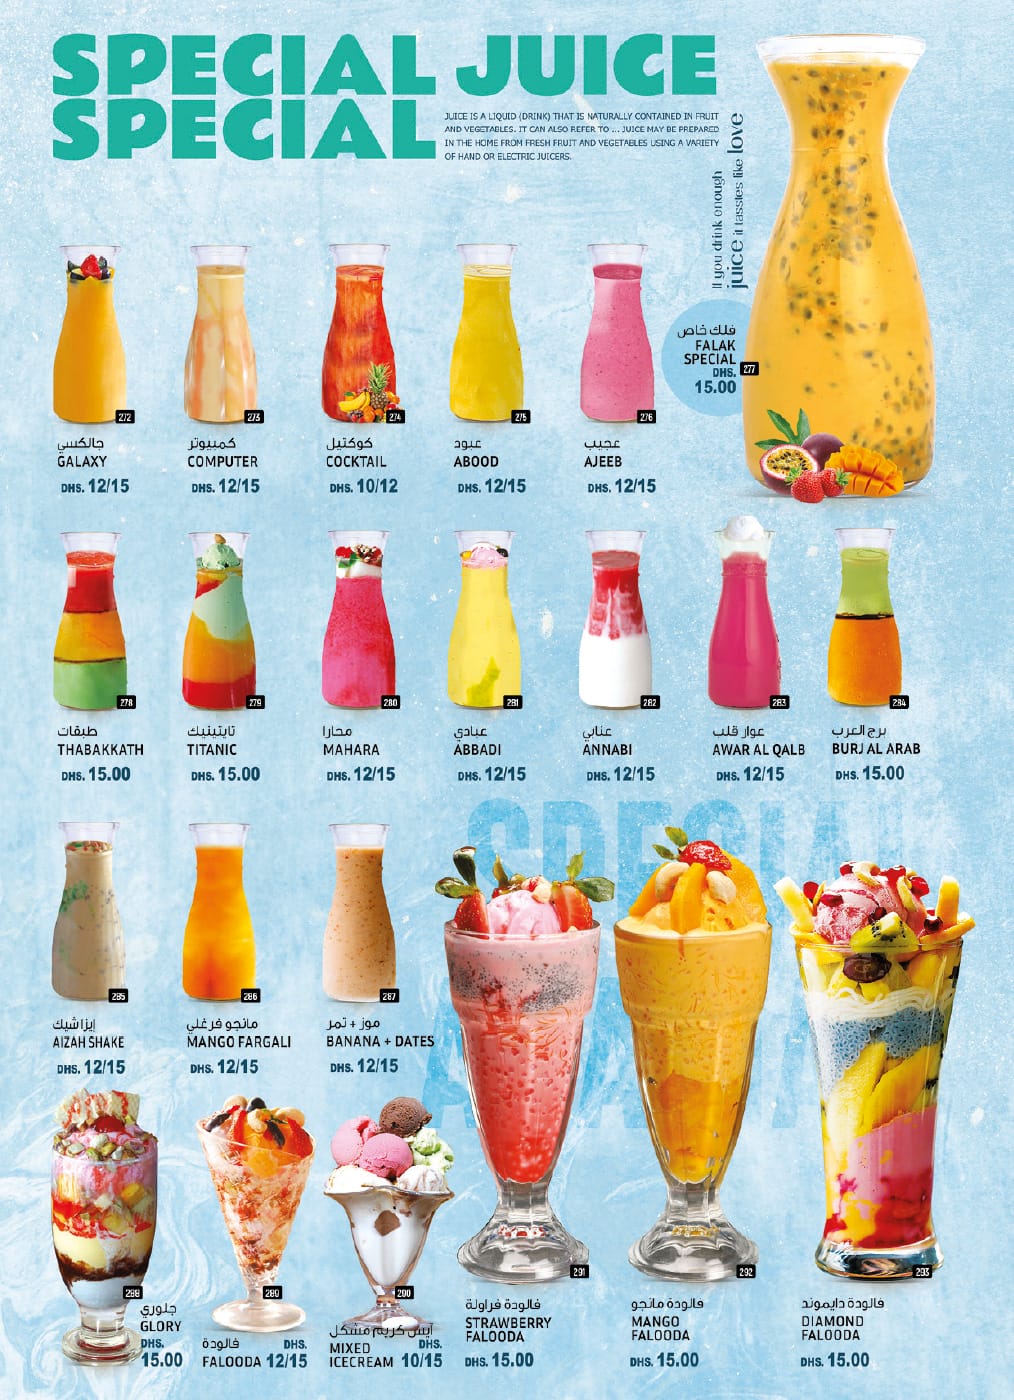 SPECIAL JUICE
SPECIAL
JUICE IS A LIQUID (DRINK) THAT IS NATURALLY CONTAINED IN FRUIT
AND VEGETABLES. IT CAN ALSO REFER TO ... JUICE MAY BE PREPARED
IN THE HOME FROM FRESH FRUIT AND VEGETABLES USING A VARIETY
OF HAND OR ELECTRIC JUICERS.
If you drink enough
juice it tasstes like love
فلك خاص
FALAK
SPECIAL
DHS.
15.00
277
272
جالكسي
GALAXY
DHS. 12/15
273
كمبيوتر
COMPUTER
DHS. 12/15
274
كوكتيل
COCKTAIL
DHS. 10/12
275
عبود
ABOOD
DHS. 12/15
276
عجيب
AJEEB
DHS. 12/15
278
طبقات
THABAKKATH
DHS. 15.00
279
تايتينيك
TITANIC
DHS. 15.00
280
محارا
MAHARA
DHS. 12/15
281
عبادي
ABBADI
DHS. 12/15
282
عنابي
ANNABI
DHS. 12/15
283
عوار قلب
AWAR AL QALB
DHS. 12/15
284
برج العرب
BURJ AL ARAB
DHS. 15.00
SPECIAL
285
إيزا شيك
AIZAH SHAKE
DHS. 12/15
286
مانجو فرغلي
MANGO FARGALI
DHS. 12/15
287
موز + تمر
BANANA + DATES
DHS. 12/15
288
جلوري
GLORY
DHS.
15.00
289
فالودة
FALOODA
DHS.
12/15
290
آيس كريم مشكل
MIXED
ICECREAM
DHS.
10/15
291
فالودة فراولة
STRAWBERRY
FALOODA
DHS. 15.00
292
فالودة مانجو
MANGO
FALOODA
DHS. 15.00
293
فالودة دايموند
DIAMOND
FALOODA
DHS. 15.00